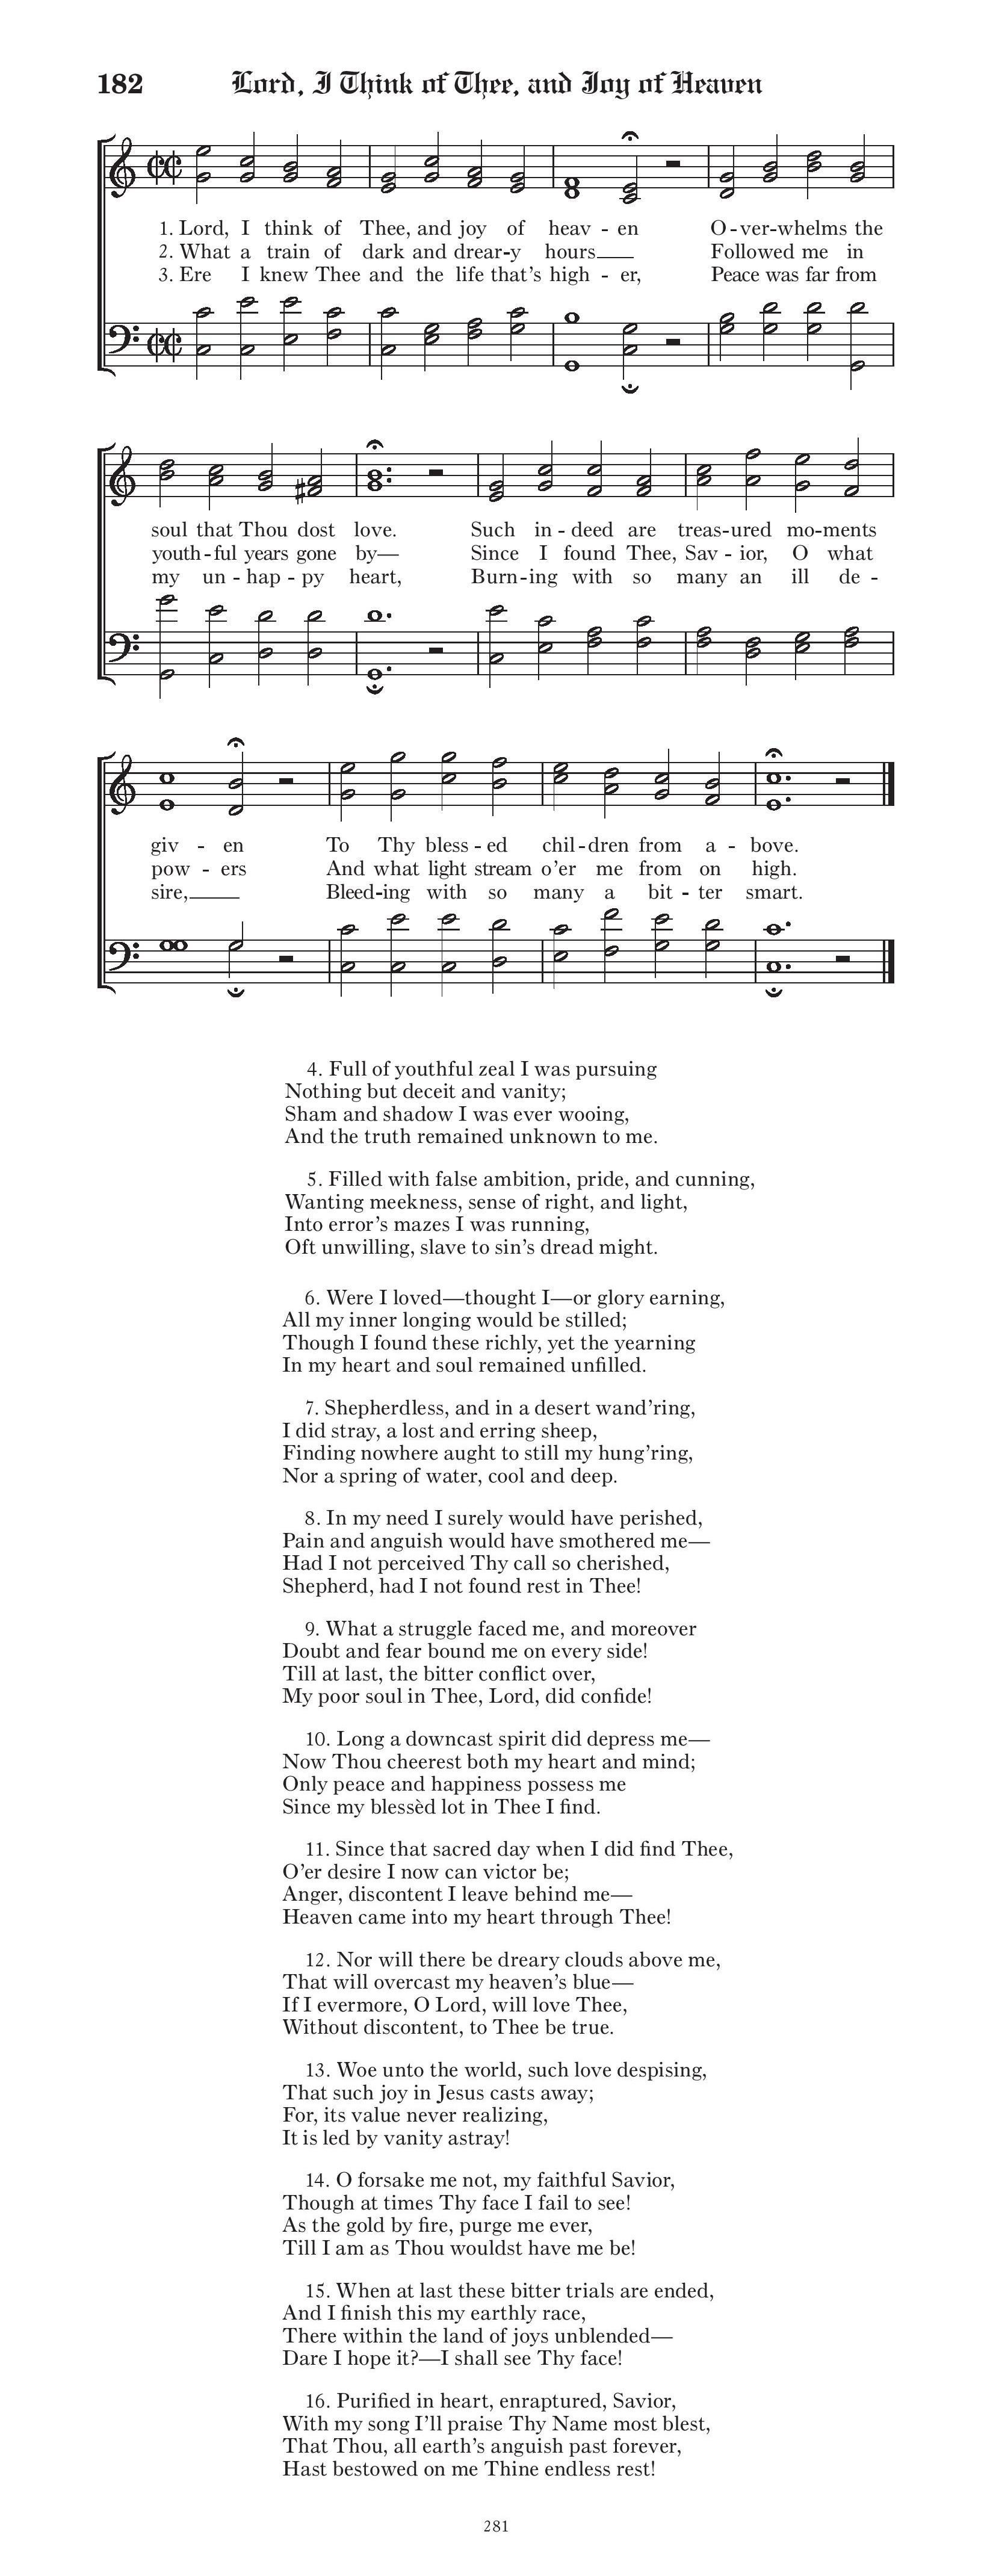 182 Lord, I Think of Thee, and Joy of Heaven
1. Lord, I think of Thee, and joy of heav - en O - ver-whelms the
2. What a train of dark and drear-y hours Followed me in
3. Ere I knew Thee and the life that's high - er, Peace was far from
soul that Thou dost love. Such in - deed are treas-ured mo-ments
youth-ful years gone by— Since I found Thee, Sav - ior, O what
my un - hap - py heart, Burn-ing with so many an ill de -
giv - en To Thy bless - ed chil-dren from a - bove.
pow - ers And what light stream o'er me from on high.
sire, Bleed-ing with so many a bit - ter smart.
4. Full of youthful zeal I was pursuing
Nothing but deceit and vanity;
Sham and shadow I was ever wooing,
And the truth remained unknown to me.
5. Filled with false ambition, pride, and cunning,
Wanting meekness, sense of right, and light,
Into error's mazes I was running,
Oft unwilling, slave to sin's dread might.
6. Were I loved—thought I—or glory earning,
All my inner longing would be stilled;
Though I found these richly, yet the yearning
In my heart and soul remained unfilled.
7. Shepherdless, and in a desert wand'ring,
I did stray, a lost and erring sheep,
Finding nowhere aught to still my hung'ring,
Nor a spring of water, cool and deep.
8. In my need I surely would have perished,
Pain and anguish would have smothered me—
Had I not perceived Thy call so cherished,
Shepherd, had I not found rest in Thee!
9. What a struggle faced me, and moreover
Doubt and fear bound me on every side!
Till at last, the bitter conflict over,
My poor soul in Thee, Lord, did confide!
10. Long a downcast spirit did depress me—
Now Thou cheerest both my heart and mind;
Only peace and happiness possess me
Since my blessèd lot in Thee I find.
11. Since that sacred day when I did find Thee,
O'er desire I now can victor be;
Anger, discontent I leave behind me—
Heaven came into my heart through Thee!
12. Nor will there be dreary clouds above me,
That will overcast my heaven's blue—
If I evermore, O Lord, will love Thee,
Without discontent, to Thee be true.
13. Woe unto the world, such love despising,
That such joy in Jesus casts away;
For, its value never realizing,
It is led by vanity astray!
14. O forsake me not, my faithful Savior,
Though at times Thy face I fail to see!
As the gold by fire, purge me ever,
Till I am as Thou wouldst have me be!
15. When at last these bitter trials are ended,
And I finish this my earthly race,
There within the land of joys unblended—
Dare I hope it?—I shall see Thy face!
16. Purified in heart, enraptured, Savior,
With my song I'll praise Thy Name most blest,
That Thou, all earth's anguish past forever,
Hast bestowed on me Thine endless rest!
281